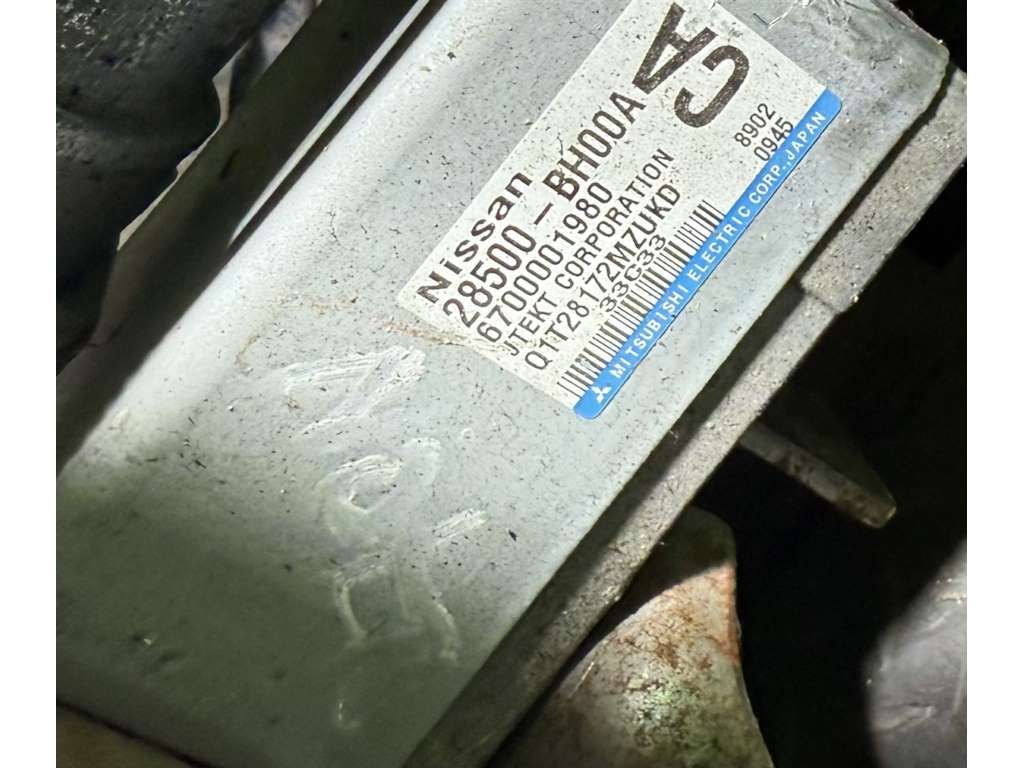 Nissan
CA
28500-BH00A
6700001980
JTEKT CORPORATION
Q1T28172MZUKD
33C33
8902
0945
MITSUBISHI ELECTRIC CORP.,JAPAN